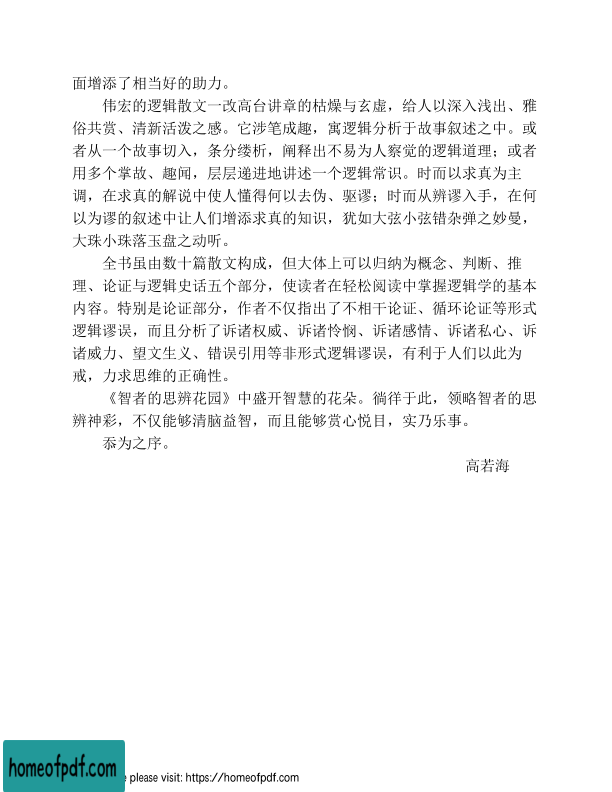 面增添了相当好的助力。
伟宏的逻辑散文一改高台讲章的枯燥与玄虚，给人以深入浅出、雅
俗共赏、清新活泼之感。它涉笔成趣，寓逻辑分析于故事叙述之中。或
者从一个故事切入，条分缕析，阐释出不易为人察觉的逻辑道理；或者
用多个掌故、趣闻，层层递进地讲述一个逻辑常识。时而以求真为主
调，在求真的解说中使人懂得何以去伪、驱谬；时而从辨谬入手，在何
以为谬的叙述中让人们增添求真的知识，犹如大弦小弦错杂弹之妙曼，
大珠小珠落玉盘之动听。
全书虽由数十篇散文构成，但大体上可以归纳为概念、判断、推
理、论证与逻辑史话五个部分，使读者在轻松阅读中掌握逻辑学的基本
内容。特别是论证部分，作者不仅指出了不相干论证、循环论证等形式
逻辑谬误，而且分析了诉诸权威、诉诸怜悯、诉诸感情、诉诸私心、诉
诸威力、望文生义、错误引用等非形式逻辑谬误，有利于人们以此为
戒，力求思维的正确性。
《智者的思辨花园》中盛开智慧的花朵。徜徉于此，领略智者的思
辨神彩，不仅能够清脑益智，而且能够赏心悦目，实乃乐事。
忝为之序。
高若海
homeofpdf.com
e please visit: https://homeofpdf.com